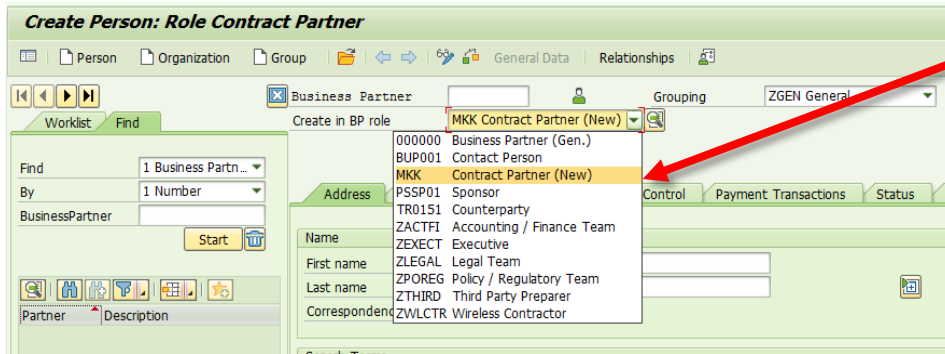 Create Person: Role Contract Partner
Person Organization Group General Data Relationships
Business Partner Grouping ZGEN General
Worklist Find Create in BP role MKK Contract Partner (New)
000000 Business Partner (Gen.)
Find 1 Business Partn... BUP001 Contact Person
MKK Contract Partner (New)
By 1 Number PSSP01 Sponsor
Address Control Payment Transactions Status
BusinessPartner TR0151 Counterparty
ZACTFI Accounting / Finance Team
Start Name ZEXECT Executive
First name ZLEGAL Legal Team
ZPOREG Policy / Regulatory Team
Last name ZTHIRD Third Party Preparer
Partner Description Correspondenc ZWLCTR Wireless Contractor